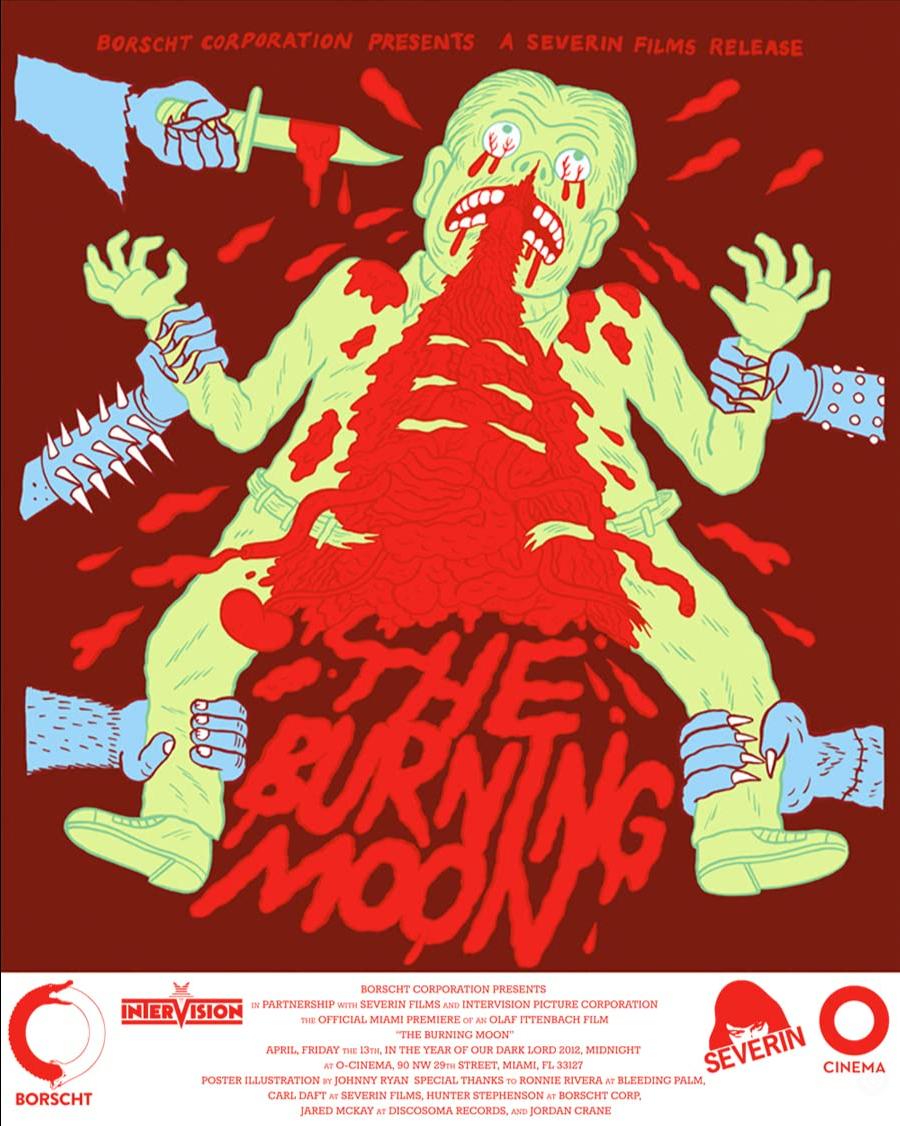 BORSCHT CORPORATION PRESENTS A SEVERIN FILMS RELEASE
THE
BURNING
MOON
BORSCHT
INTERVISION
BORSCHT CORPORATION PRESENTS
IN PARTNERSHIP WITH SEVERIN FILMS AND INTERVISION PICTURE CORPORATION
THE OFFICIAL MIAMI PREMIERE OF AN OLAF ITTENBACH FILM
"THE BURNING MOON"
APRIL, FRIDAY THE 13TH, IN THE YEAR OF OUR DARK LORD 2012, MIDNIGHT
AT O-CINEMA, 90 NW 29TH STREET, MIAMI, FL 33127
POSTER ILLUSTRATION BY JOHNNY RYAN SPECIAL THANKS TO RONNIE RIVERA AT BLEEDING PALM,
CARL DAFT AT SEVERIN FILMS, HUNTER STEPHENSON AT BORSCHT CORP,
JARED MCKAY AT DISCOSOMA RECORDS, AND JORDAN CRANE
SEVERIN
O
CINEMA